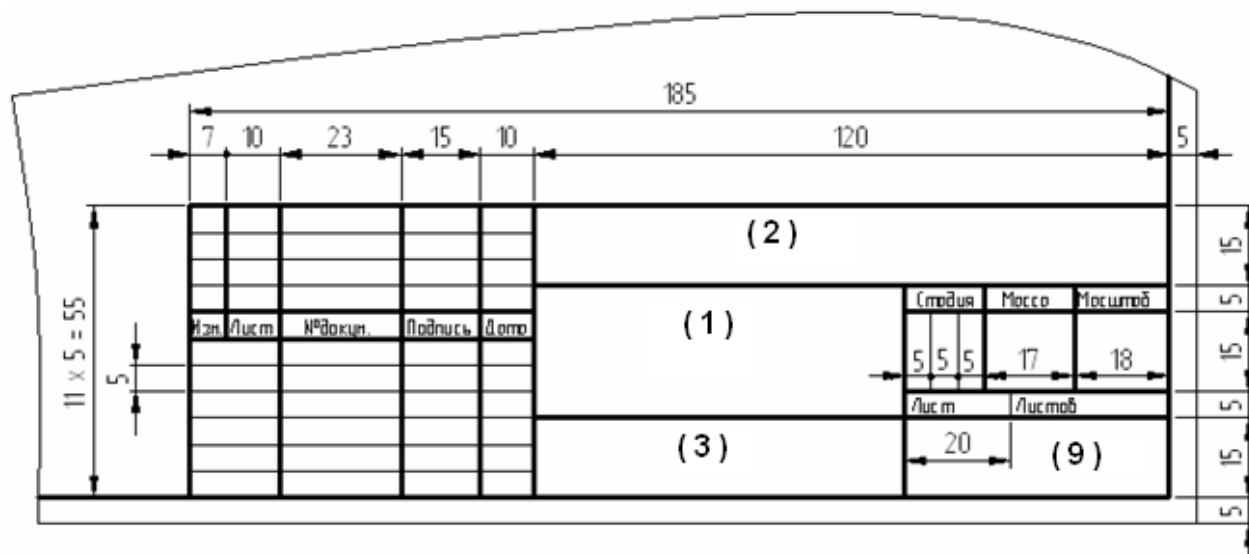 185
7 10 23 15 10 120 5
(2)
15
Стадия Масса Масштаб 5
11 x 5 = 55
(1)
Изм. Лист №докун. Подпись Дата
5 5 5 5 17 18 15
Лист Листов 5
(3) 20 (9) 15
5